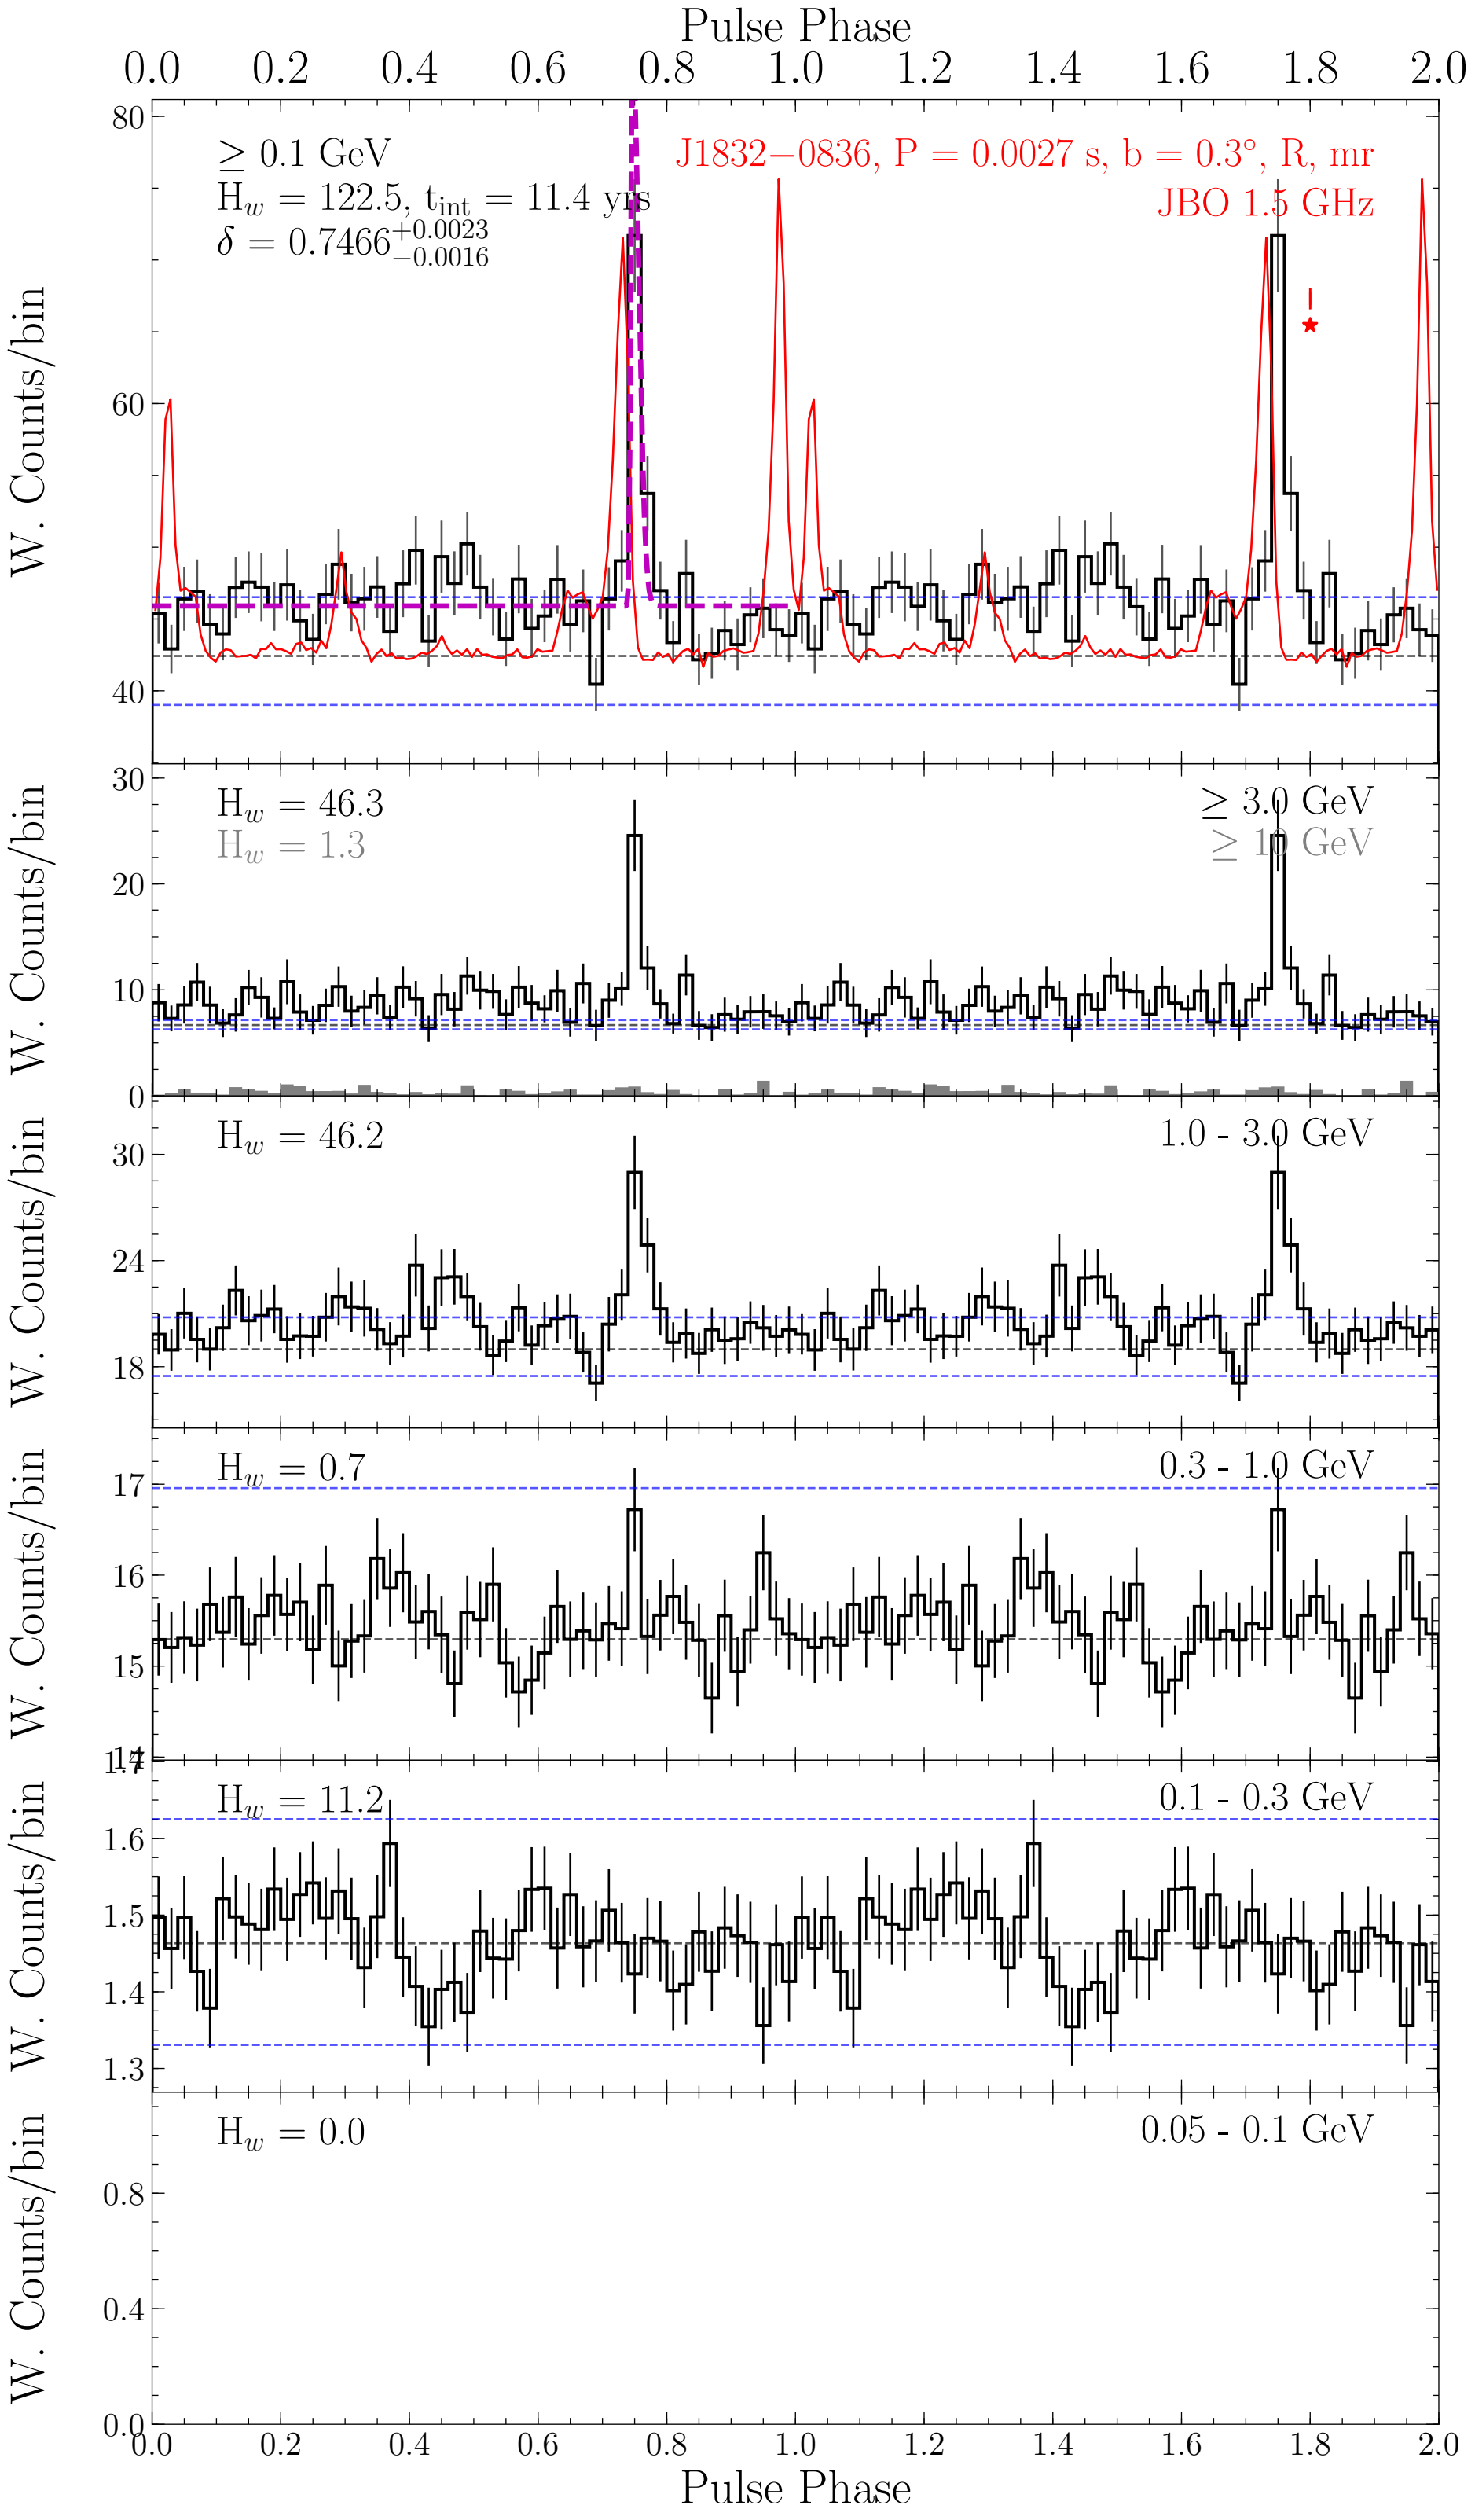 Pulse Phase
0.0 0.2 0.4 0.6 0.8 1.0 1.2 1.4 1.6 1.8 2.0
W. Counts/bin
80
60
40
≥ 0.1 GeV
H_w = 122.5, t_int = 11.4 yrs
δ = 0.7466 +0.0023 −0.0016
J1832−0836, P = 0.0027 s, b = 0.3°, R, mr
JBO 1.5 GHz
W. Counts/bin
30
20
10
0
H_w = 46.3
H_w = 1.3
≥ 3.0 GeV
≥ 10 GeV
W. Counts/bin
30
24
18
H_w = 46.2
1.0 - 3.0 GeV
W. Counts/bin
17
16
15
14
H_w = 0.7
0.3 - 1.0 GeV
W. Counts/bin
1.7
1.6
1.5
1.4
1.3
H_w = 11.2
0.1 - 0.3 GeV
W. Counts/bin
0.8
0.4
0.0
H_w = 0.0
0.05 - 0.1 GeV
0.0 0.2 0.4 0.6 0.8 1.0 1.2 1.4 1.6 1.8 2.0
Pulse Phase